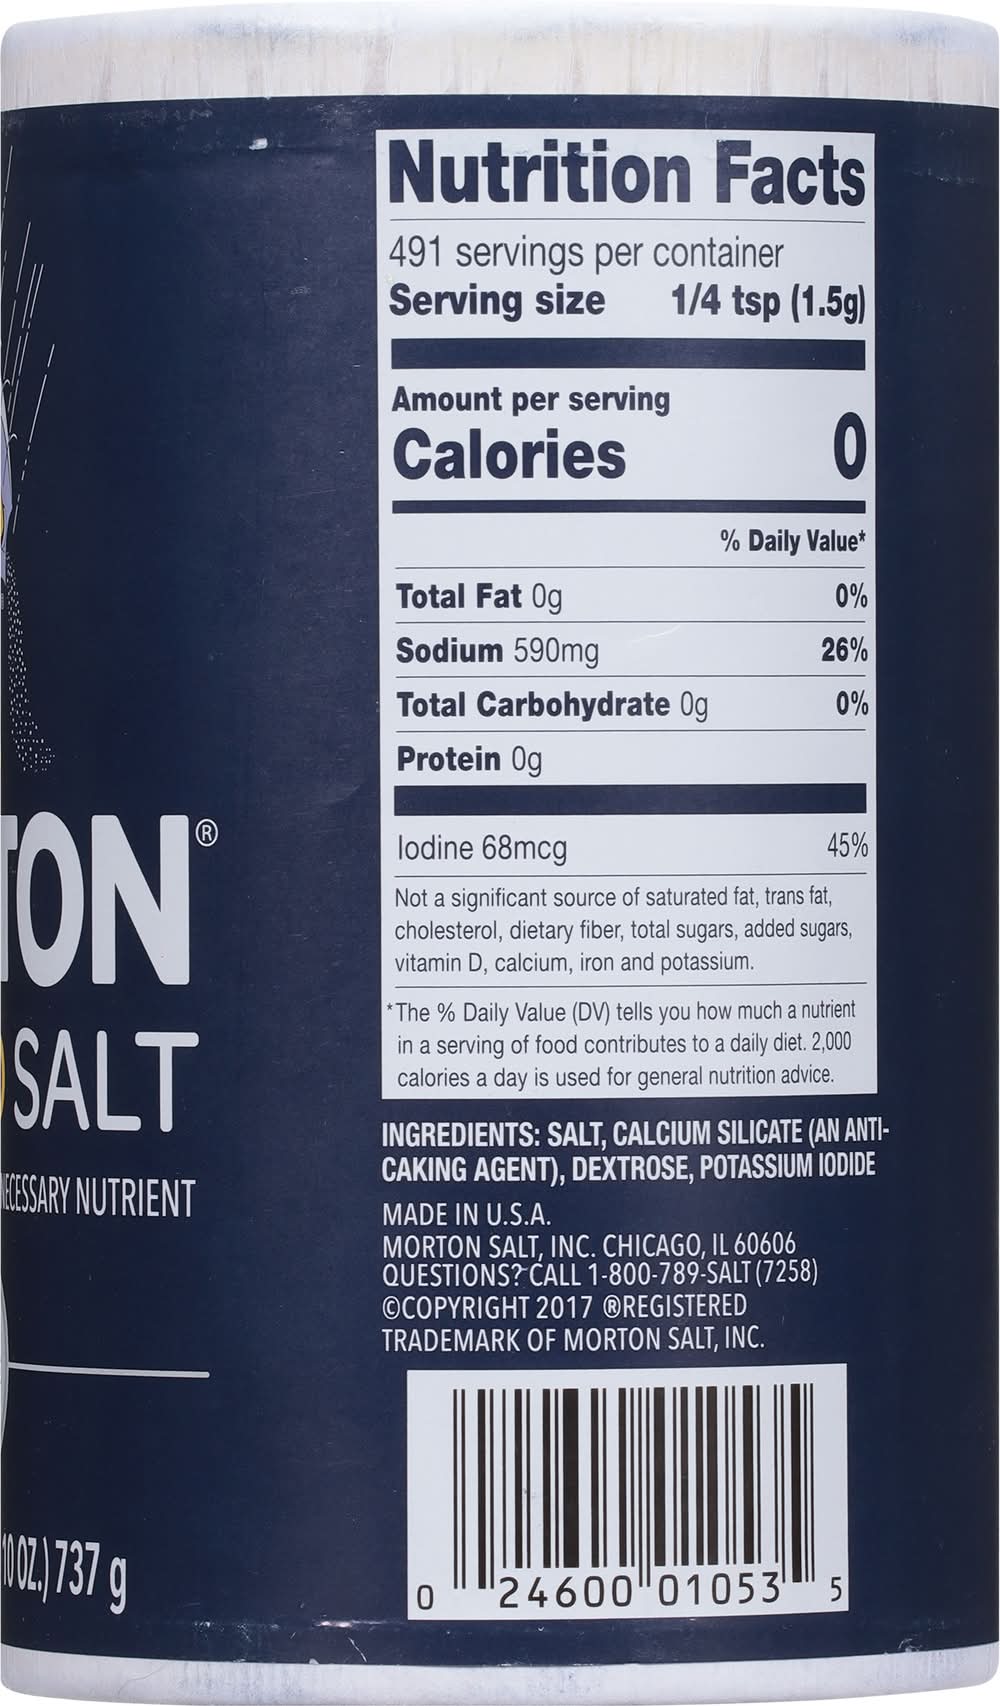 Nutrition Facts
491 servings per container
Serving size 1/4 tsp (1.5g)
Amount per serving
Calories 0
% Daily Value*
Total Fat 0g 0%
Sodium 590mg 26%
Total Carbohydrate 0g 0%
Protein 0g
Iodine 68mcg 45%
Not a significant source of saturated fat, trans fat,
cholesterol, dietary fiber, total sugars, added sugars,
vitamin D, calcium, iron and potassium.
*The % Daily Value (DV) tells you how much a nutrient
in a serving of food contributes to a daily diet. 2,000
calories a day is used for general nutrition advice.
INGREDIENTS: SALT, CALCIUM SILICATE (AN ANTI-
CAKING AGENT), DEXTROSE, POTASSIUM IODIDE
MADE IN U.S.A.
MORTON SALT, INC. CHICAGO, IL 60606
QUESTIONS? CALL 1-800-789-SALT (7258)
©COPYRIGHT 2017 ®REGISTERED
TRADEMARK OF MORTON SALT, INC.
0 24600 01053 5
TON®
SALT
NECESSARY NUTRIENT
10 OZ.) 737 g